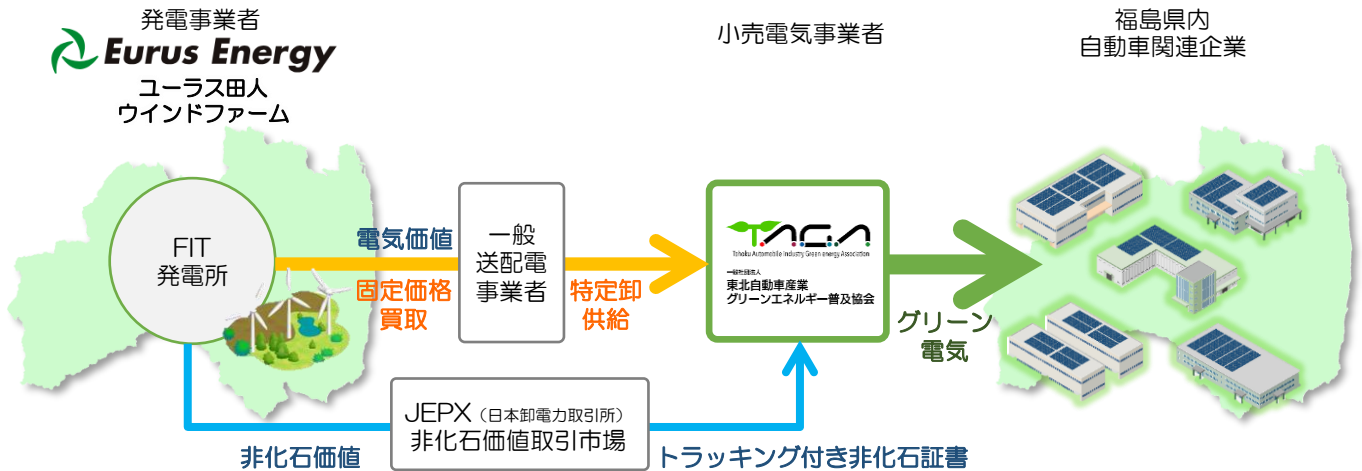 発電事業者
Eurus Energy
ユーラス田人
ウインドファーム
小売電気事業者
福島県内
自動車関連企業
FIT
発電所
電気価値
固定価格
買取
一般
送配電
事業者
特定卸
供給
TAGA
Tohoku Automobile Industry Green energy Association
一般社団法人
東北自動車産業
グリーンエネルギー普及協会
グリーン
電気
JEPX（日本卸電力取引所）
非化石価値取引市場
非化石価値
トラッキング付き非化石証書